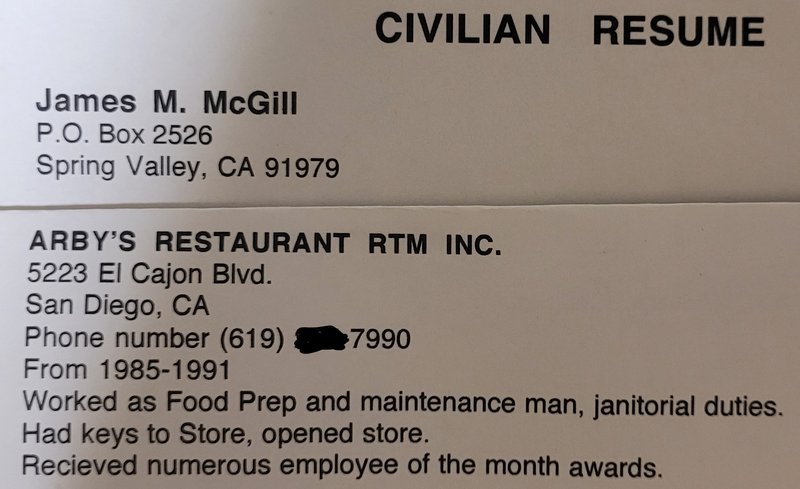 CIVILIAN RESUME
James M. McGill
P.O. Box 2526
Spring Valley, CA 91979
ARBY'S RESTAURANT RTM INC.
5223 El Cajon Blvd.
San Diego, CA
Phone number (619) 7990
From 1985-1991
Worked as Food Prep and maintenance man, janitorial duties.
Had keys to Store, opened store.
Recieved numerous employee of the month awards.